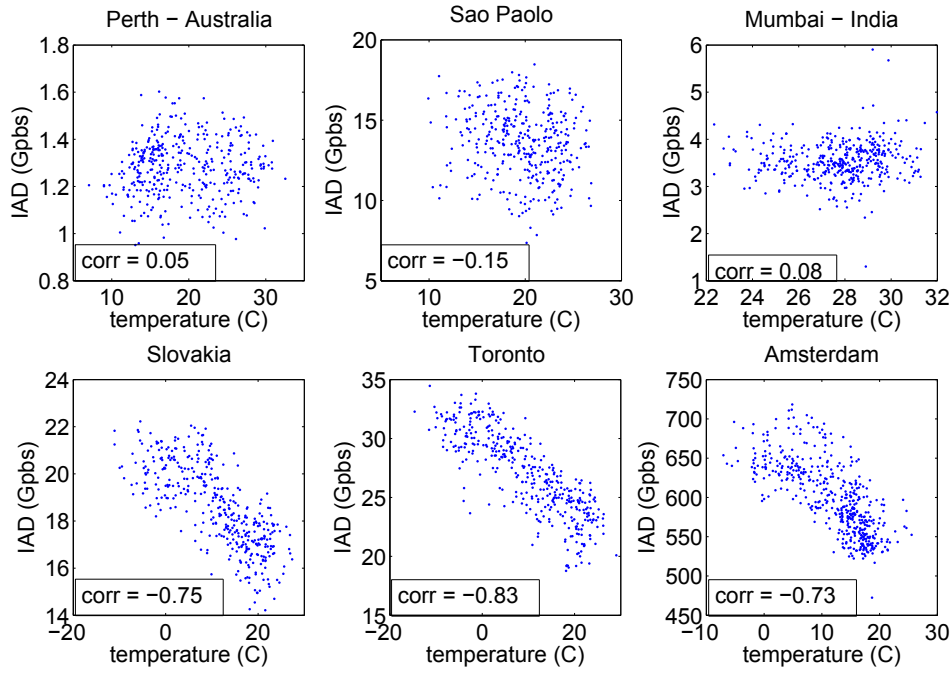 Perth − Australia
1.8
1.6
1.4
1.2
1
0.8
IAD (Gpbs)
corr = 0.05
10 20 30
temperature (C)
Sao Paolo
20
15
10
5
IAD (Gpbs)
corr = −0.15
10 20 30
temperature (C)
Mumbai − India
6
5
4
3
2
1
IAD (Gpbs)
corr = 0.08
22 24 26 28 30 32
temperature (C)
Slovakia
24
22
20
18
16
14
IAD (Gpbs)
corr = −0.75
−20 0 20
temperature (C)
Toronto
35
30
25
20
15
IAD (Gpbs)
corr = −0.83
−20 0 20
temperature (C)
Amsterdam
750
700
650
600
550
500
450
IAD (Gpbs)
corr = −0.73
−10 0 10 20 30
temperature (C)